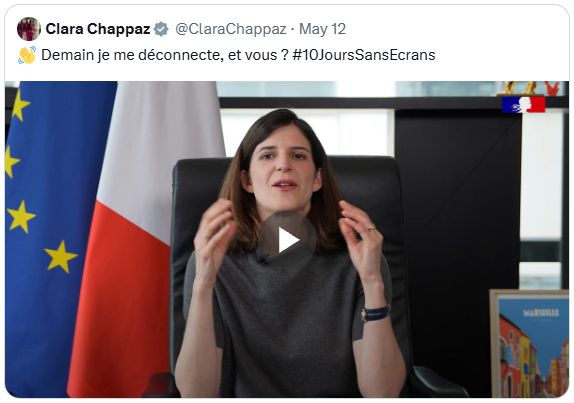 Clara Chappaz @ClaraChappaz · May 12
👋 Demain je me déconnecte, et vous ? #10JoursSansEcrans
MARSEILLE